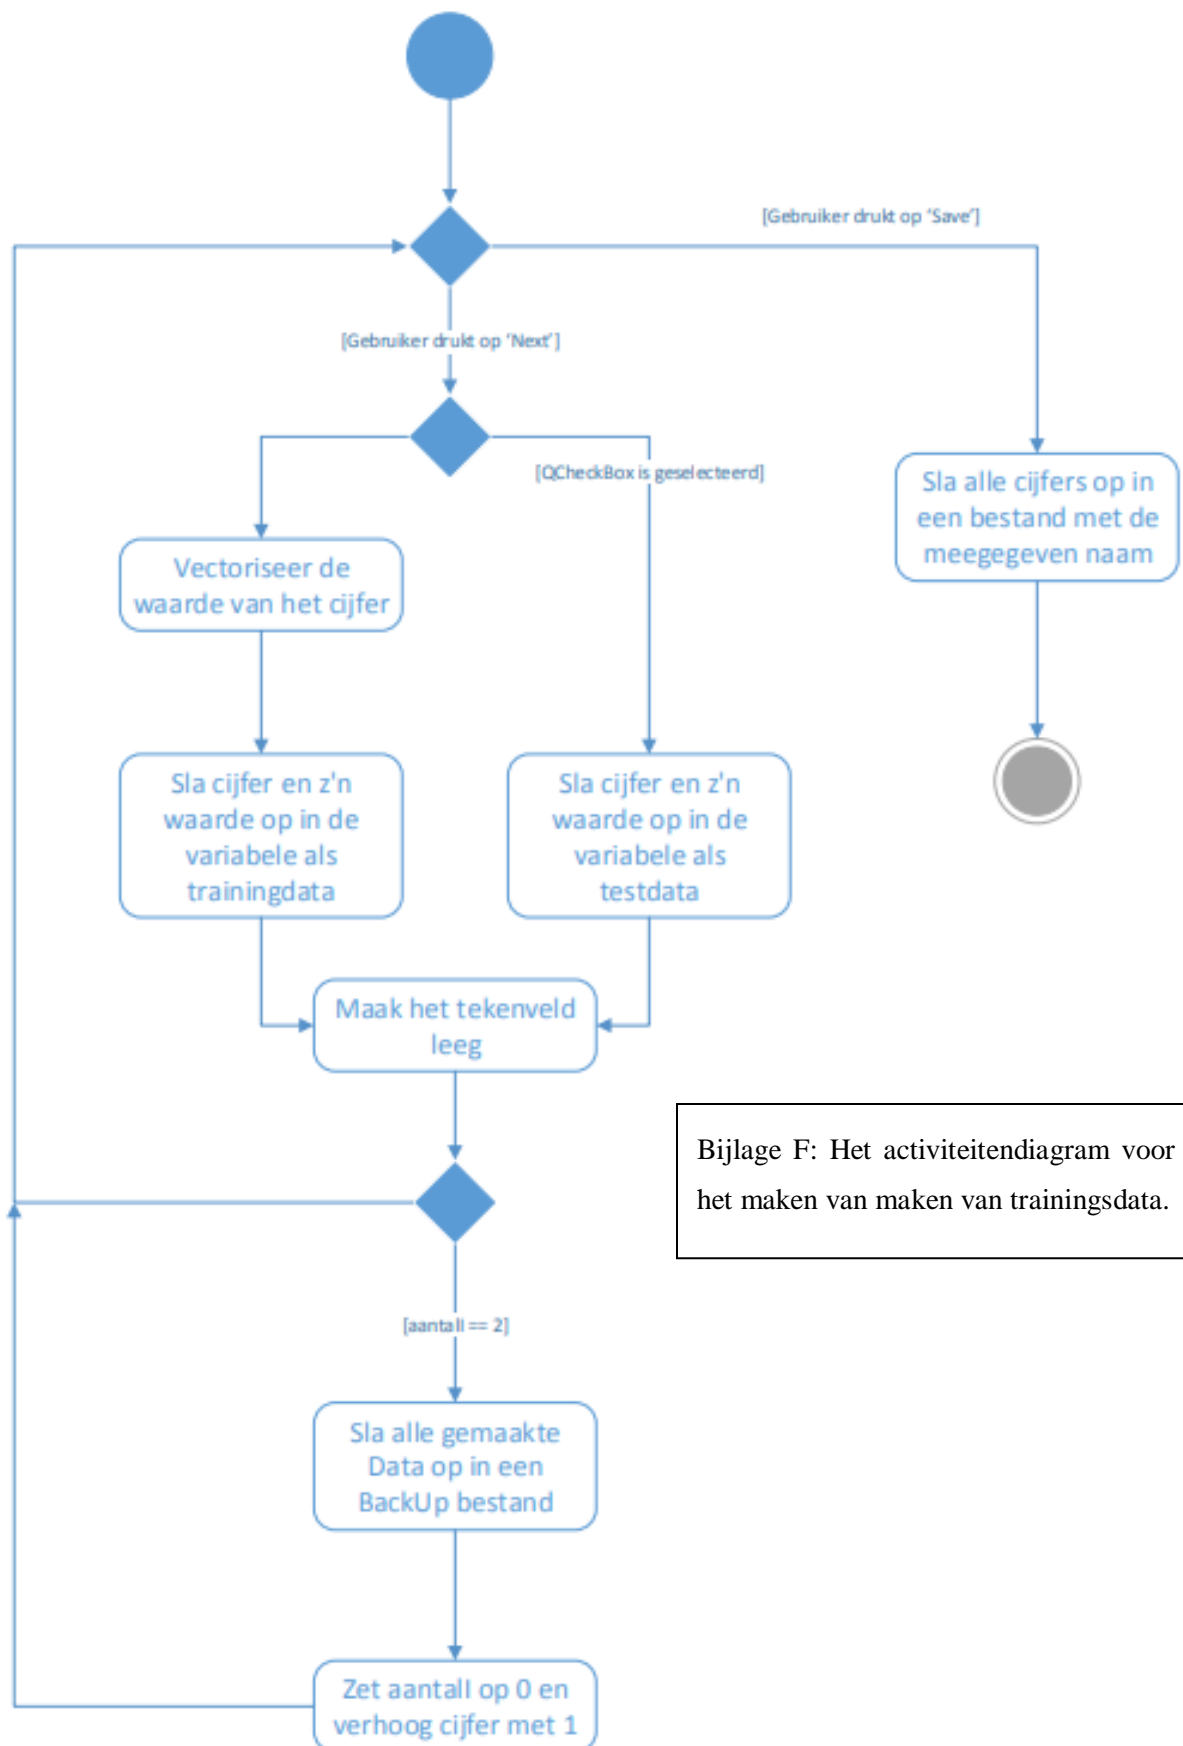 [Gebruiker drukt op 'Save']
[Gebruiker drukt op 'Next']
[QCheckBox is geselecteerd]
Sla alle cijfers op in
een bestand met de
meegegeven naam
Vectoriseer de
waarde van het cijfer
Sla cijfer en z'n
waarde op in de
variabele als
trainingdata
Sla cijfer en z'n
waarde op in de
variabele als
testdata
Maak het tekenveld
leeg
Bijlage F: Het activiteitendiagram voor
het maken van maken van trainingsdata.
[aantall == 2]
Sla alle gemaakte
Data op in een
BackUp bestand
Zet aantall op 0 en
verhoog cijfer met 1